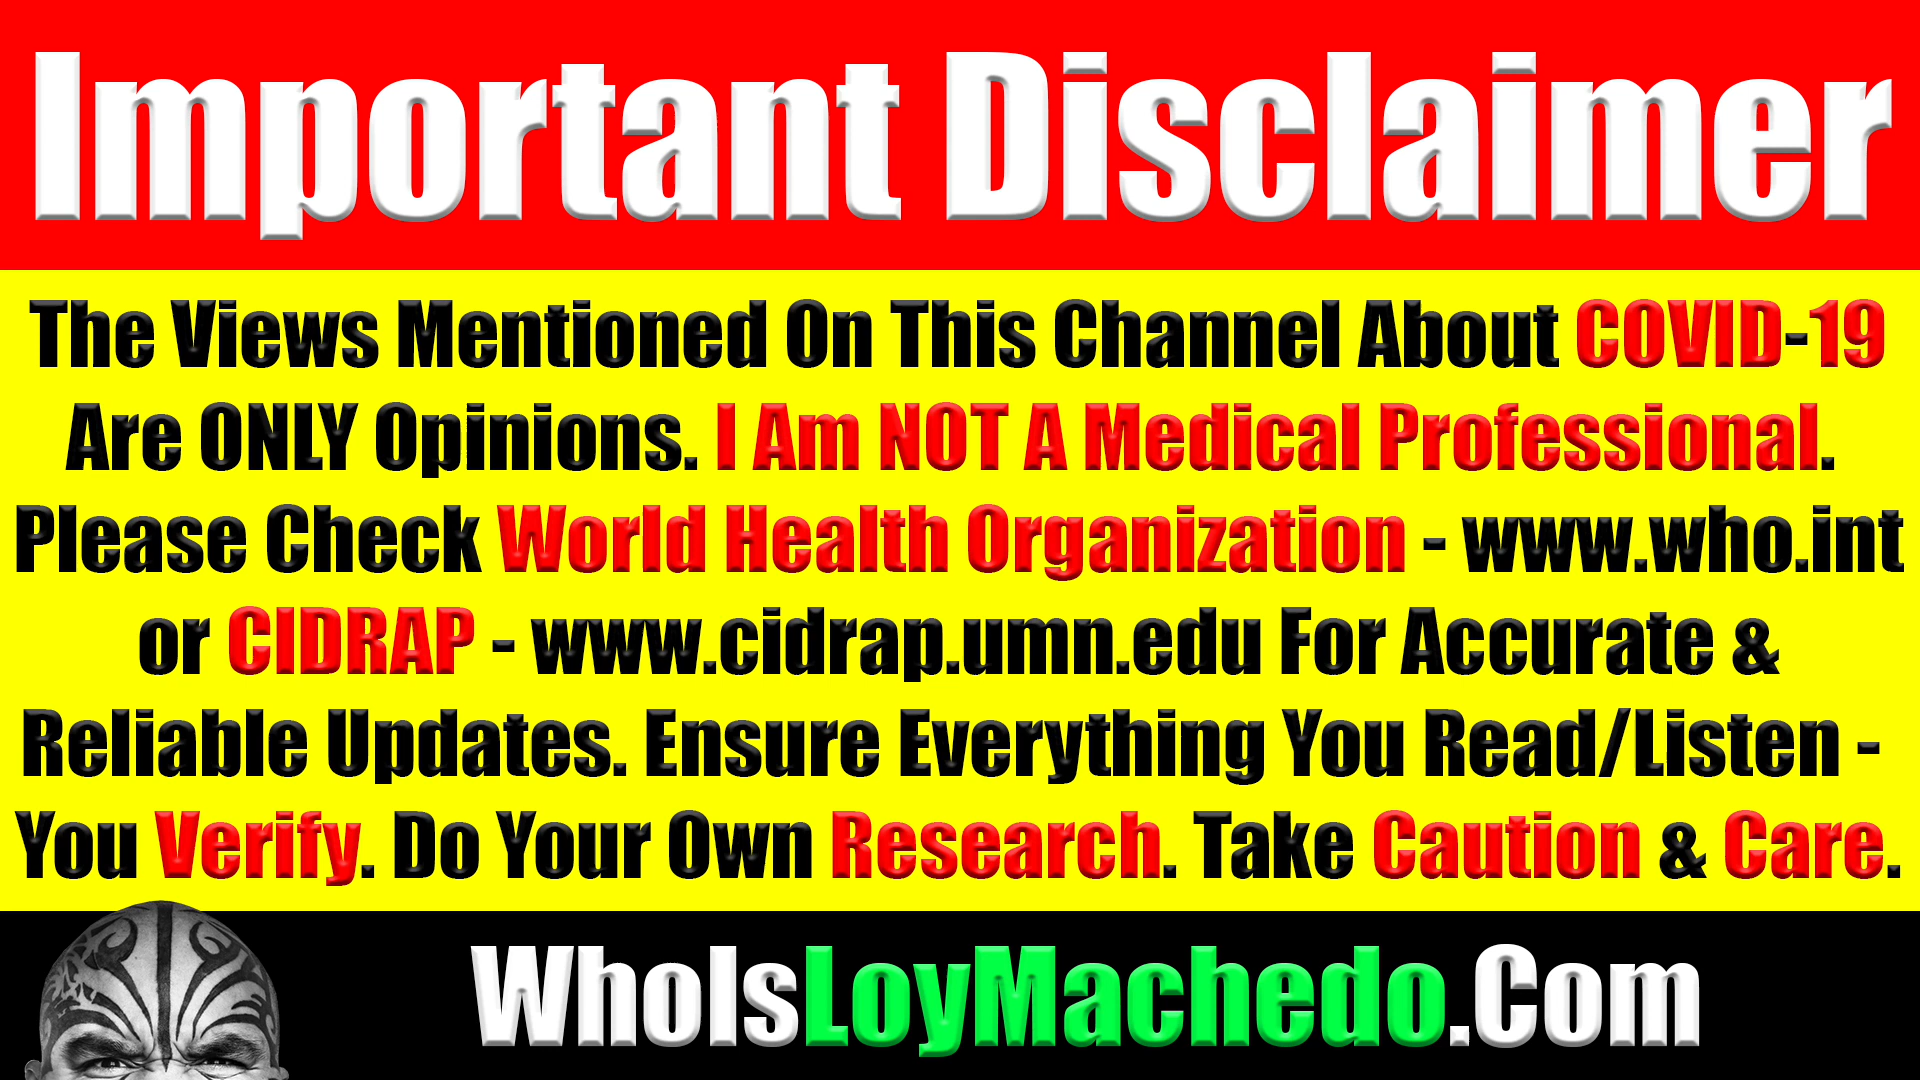 Important Disclaimer
The Views Mentioned On This Channel About COVID-19
Are ONLY Opinions. I Am NOT A Medical Professional.
Please Check World Health Organization - www.who.int
or CIDRAP - www.cidrap.umn.edu For Accurate &
Reliable Updates. Ensure Everything You Read/Listen -
You Verify. Do Your Own Research. Take Caution & Care.
WhoIsLoyMachedo.Com